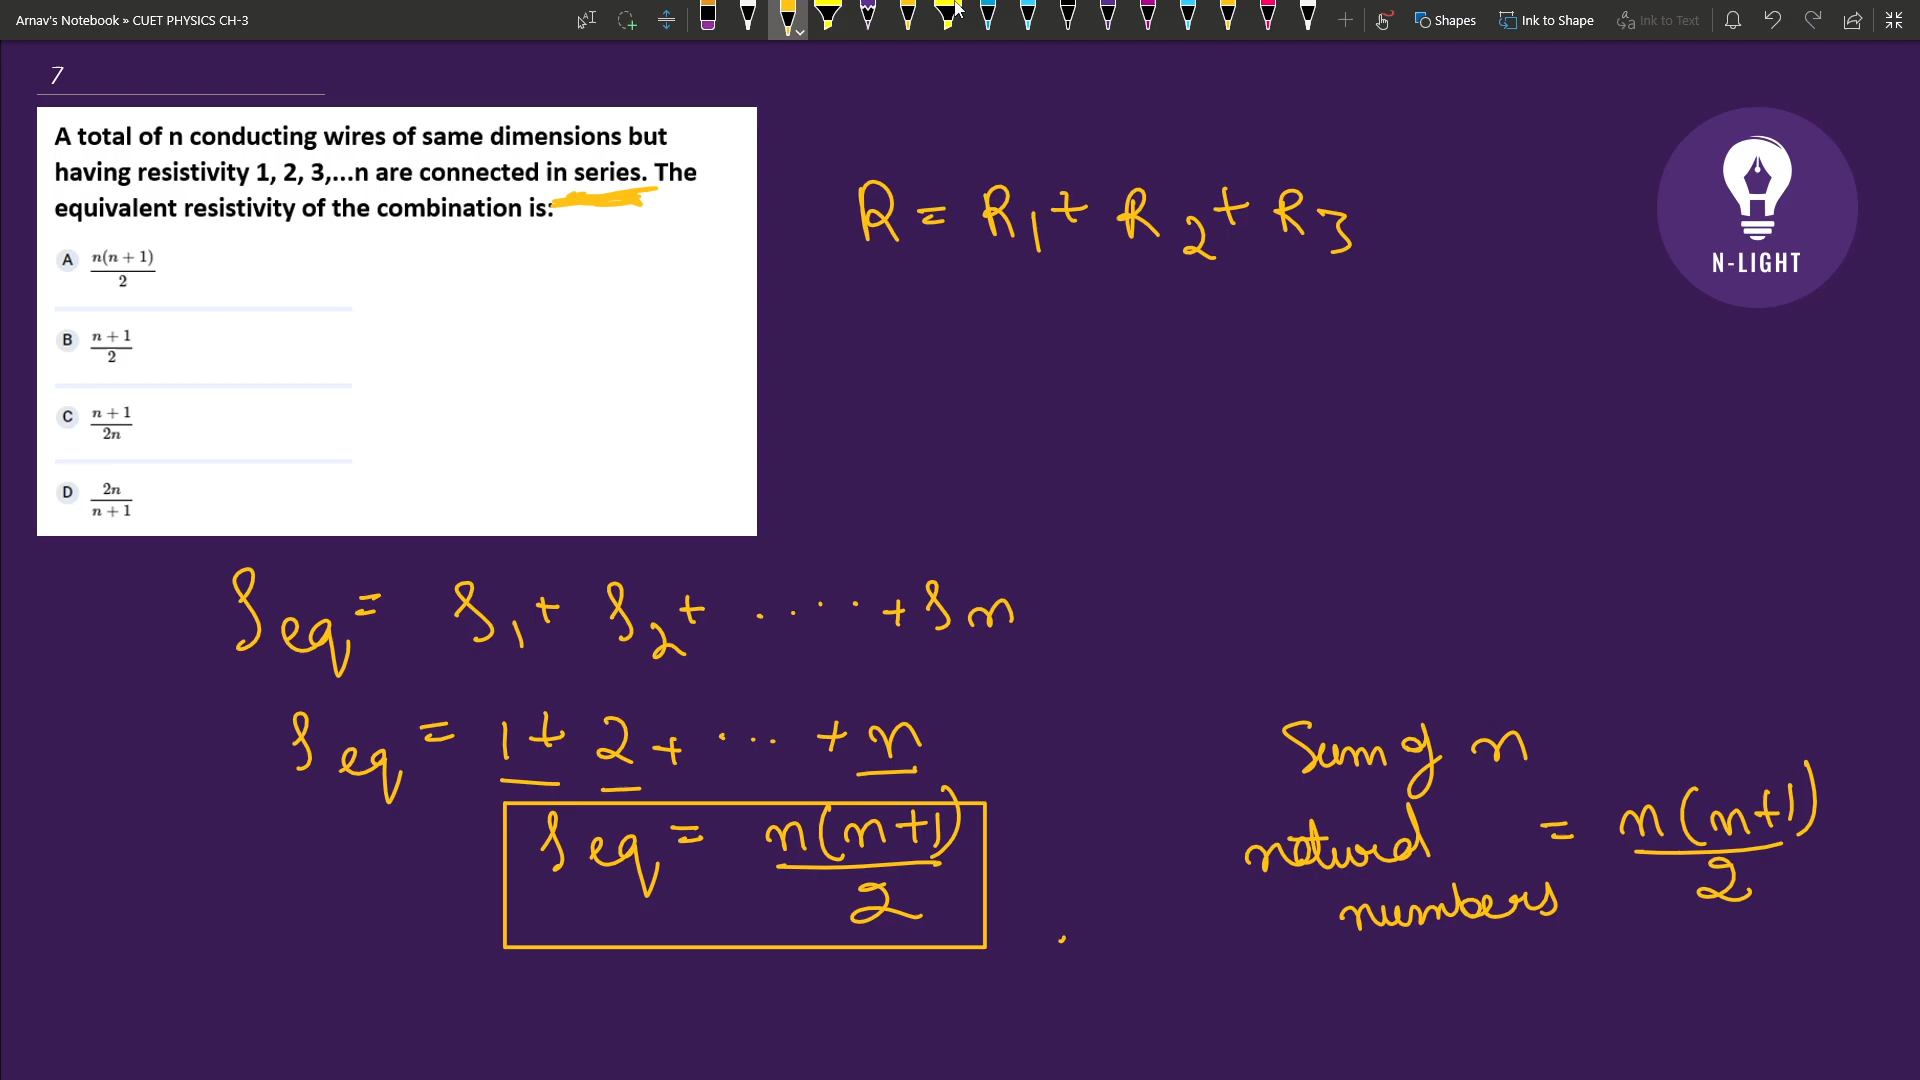 Arnav's Notebook » CUET PHYSICS CH-3
Shapes
Ink to Shape
Ink to Text
7
A total of n conducting wires of same dimensions but
having resistivity 1, 2, 3,...n are connected in series. The
equivalent resistivity of the combination is:
A n(n + 1)/2
B n + 1/2
C n + 1/2n
D 2n/n + 1
R = R₁ + R₂ + R₃
N-LIGHT
ρeq = ρ₁ + ρ₂ + ..... + ρn
ρeq = 1 + 2 + ..... + n
ρeq = n(n+1)/2
Sum of n
natural = n(n+1)/2
numbers